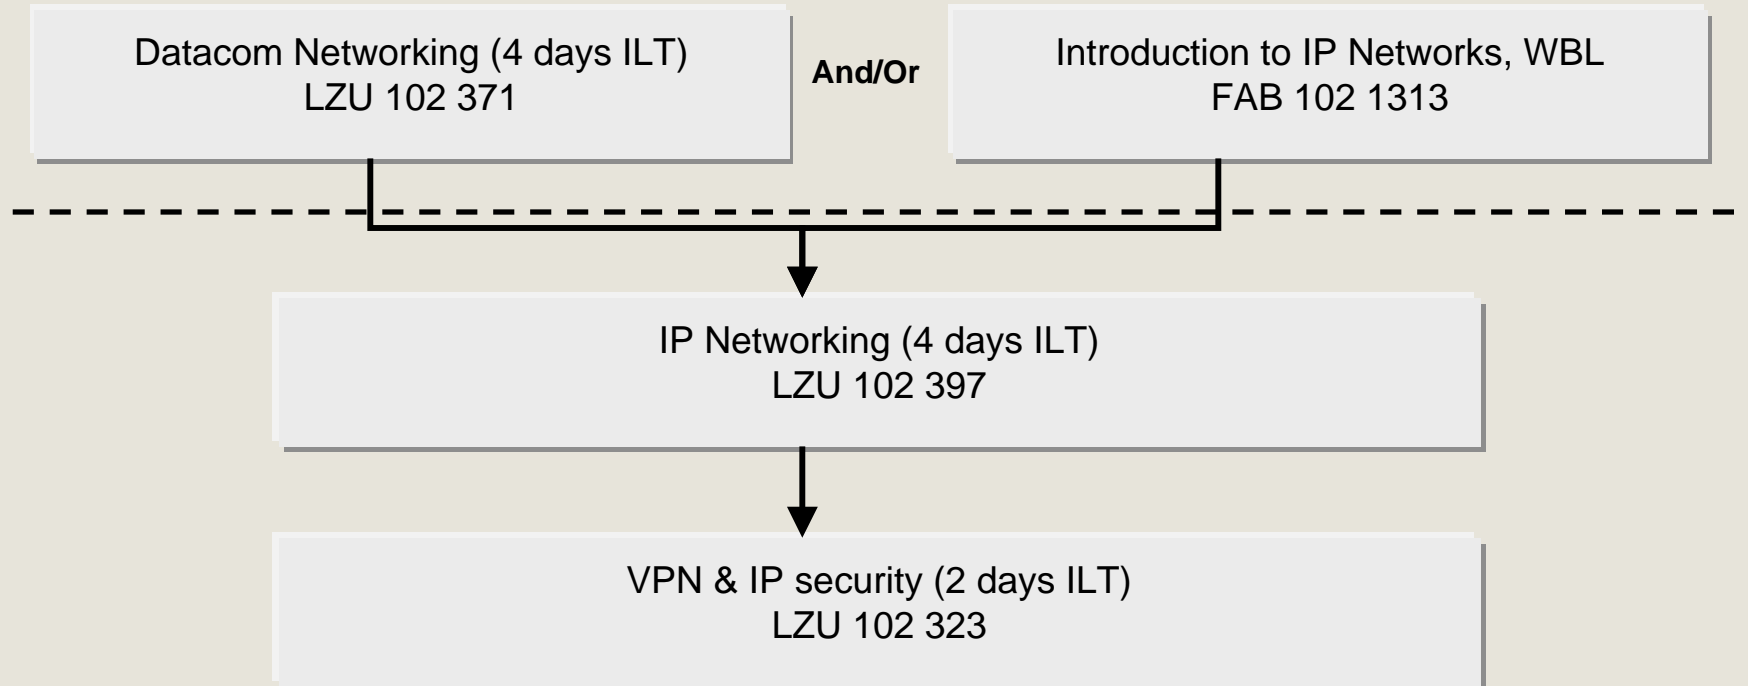 Datacom Networking (4 days ILT)
LZU 102 371
And/Or
Introduction to IP Networks, WBL
FAB 102 1313
IP Networking (4 days ILT)
LZU 102 397
VPN & IP security (2 days ILT)
LZU 102 323